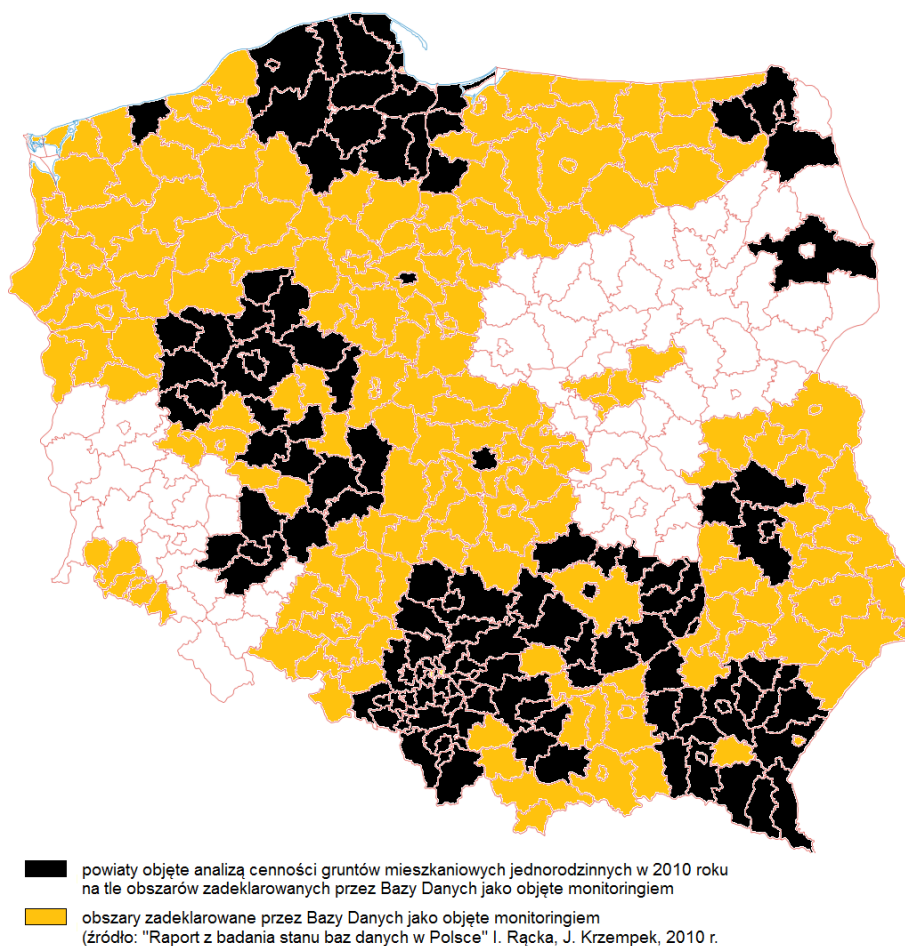 powiaty objęte analizą cenności gruntów mieszkaniowych jednorodzinnych w 2010 roku
na tle obszarów zadeklarowanych przez Bazy Danych jako objęte monitoringiem
obszary zadeklarowane przez Bazy Danych jako objęte monitoringiem
(źródło: "Raport z badania stanu baz danych w Polsce" I. Rącka, J. Krzempek, 2010 r.